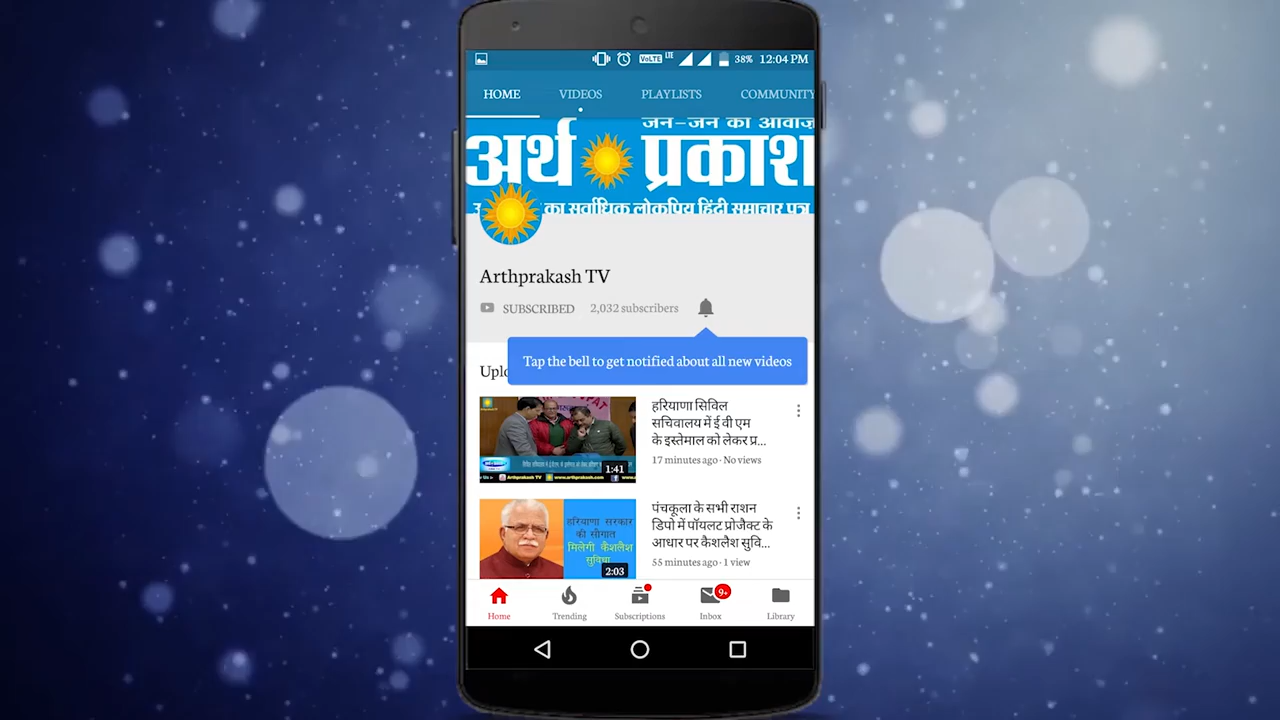 VoLTE LTE 38% 12:04 PM
HOME VIDEOS PLAYLISTS COMMUNITY
जन-जन का आवाज़
अर्थ प्रकाश
का सर्वाधिक लोकप्रिय हिंदी समाचार पत्र
Arthprakash TV
SUBSCRIBED 2,032 subscribers
Tap the bell to get notified about all new videos
Uplo
हरियाणा सिविल
सचिवालय में ई वी एम
के इस्तेमाल को लेकर प्र...
17 minutes ago · No views
1:41
Arthprakash TV www.arthprakash.com
पंचकूला के सभी राशन
डिपो में पॉयलट प्रोजैक्ट के
आधार पर कैशलैश सुवि...
55 minutes ago · 1 view
हरियाणा सरकार
की सौगात
मिलेगी कैशलैश
सुविधा
2:03
9+
Home Trending Subscriptions Inbox Library